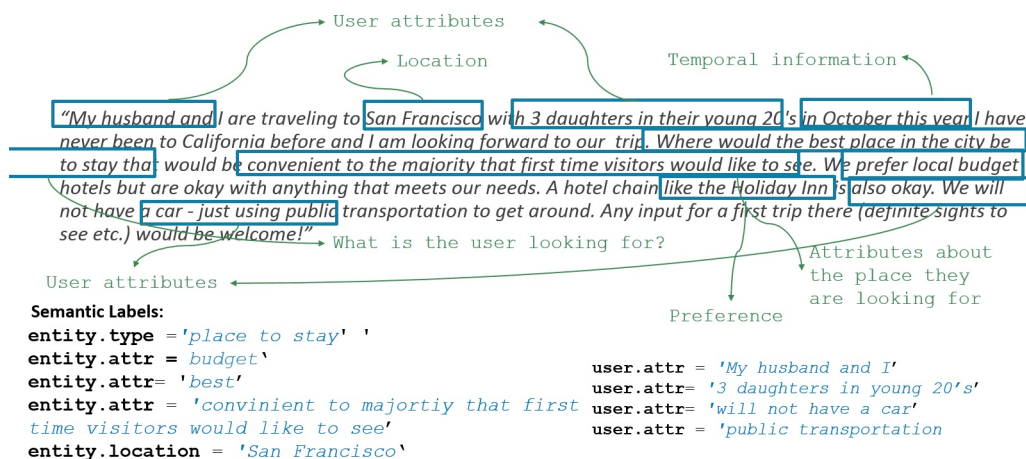 User attributes
Location
Temporal information
“My husband and I are traveling to San Francisco with 3 daughters in their young 20's in October this year I have
never been to California before and I am looking forward to our trip. Where would the best place in the city be
to stay that would be convenient to the majority that first time visitors would like to see. We prefer local budget
hotels but are okay with anything that meets our needs. A hotel chain like the Holiday Inn is also okay. We will
not have a car - just using public transportation to get around. Any input for a first trip there (definite sights to
see etc.) would be welcome!”
What is the user looking for?
Attributes about
the place they
are looking for
User attributes
Preference
Semantic Labels:
entity.type ='place to stay' '
entity.attr = budget‘
entity.attr= 'best’
entity.attr = 'convinient to majortiy that first
time visitors would like to see’
entity.location = 'San Francisco‘
user.attr = 'My husband and I’
user.attr= '3 daughters in young 20’s’
user.attr= 'will not have a car’
user.attr = 'public transportation